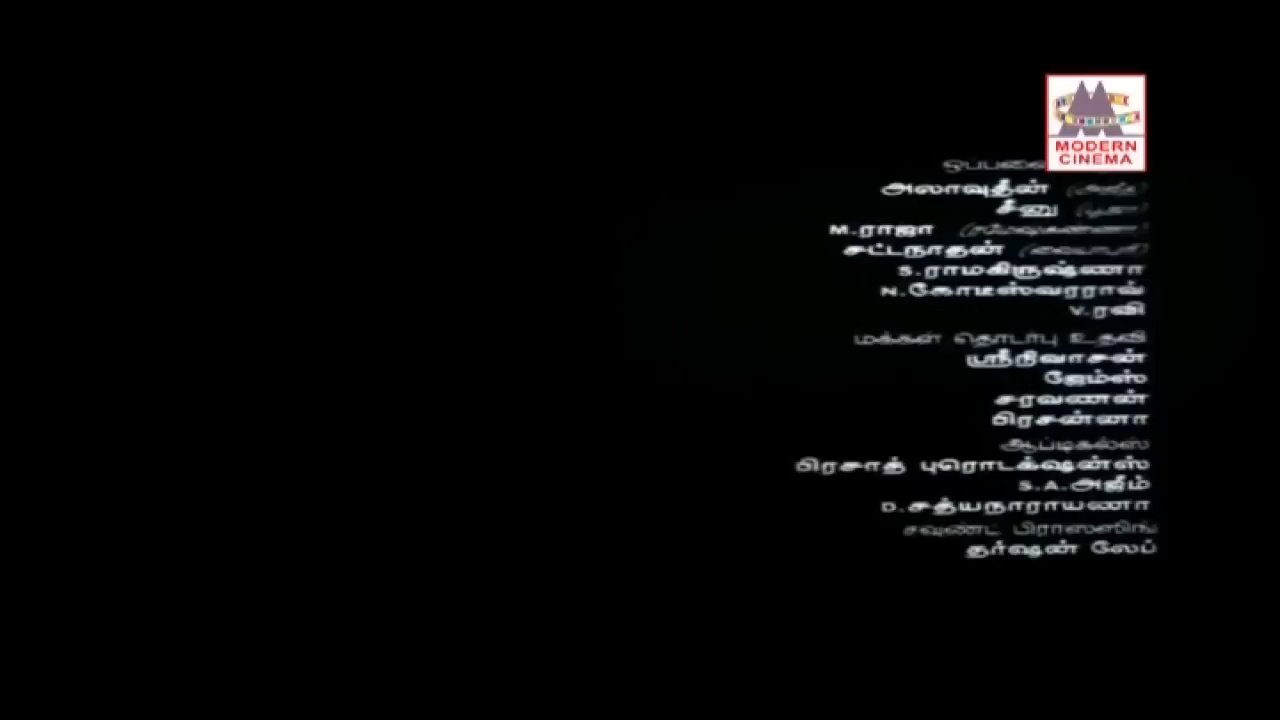 MODERN
CINEMA
அலாவுதீன்
சீனு
M.ராஜா
சட்டநாதன்
S.ராமகிருஷ்ணா
N.கோடீஸ்வரராவ்
V.ரவி
மக்கள் தொடர்பு உதவி
ஸ்ரீநிவாசன்
ஜேம்ஸ்
சரவணன்
பிரசன்னா
ஆப்டிகல்ஸ்
பிரசாத் புரொடக்ஷன்ஸ்
S.A.அஜீம்
D.சத்யநாராயணா
சவுண்ட் பிராஸஸிங்
தர்ஷன் லேப்